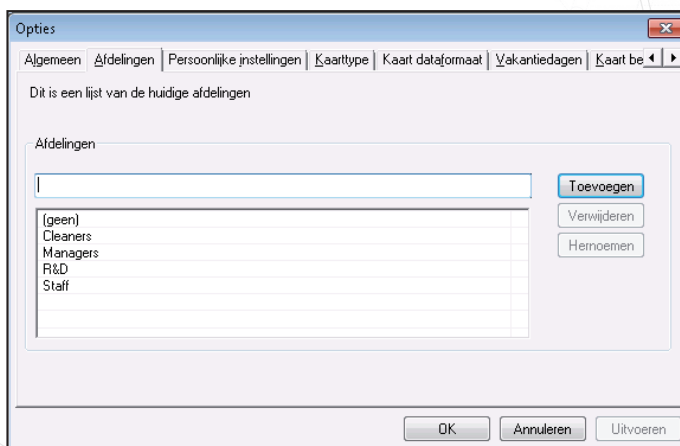 Opties
Algemeen Afdelingen Persoonlijke instellingen Kaarttype Kaart dataformaat Vakantiedagen Kaart be
Dit is een lijst van de huidige afdelingen
Afdelingen
Toevoegen
(geen)
Cleaners
Managers
R&D
Staff
Verwijderen
Hernoemen
OK Annuleren Uitvoeren